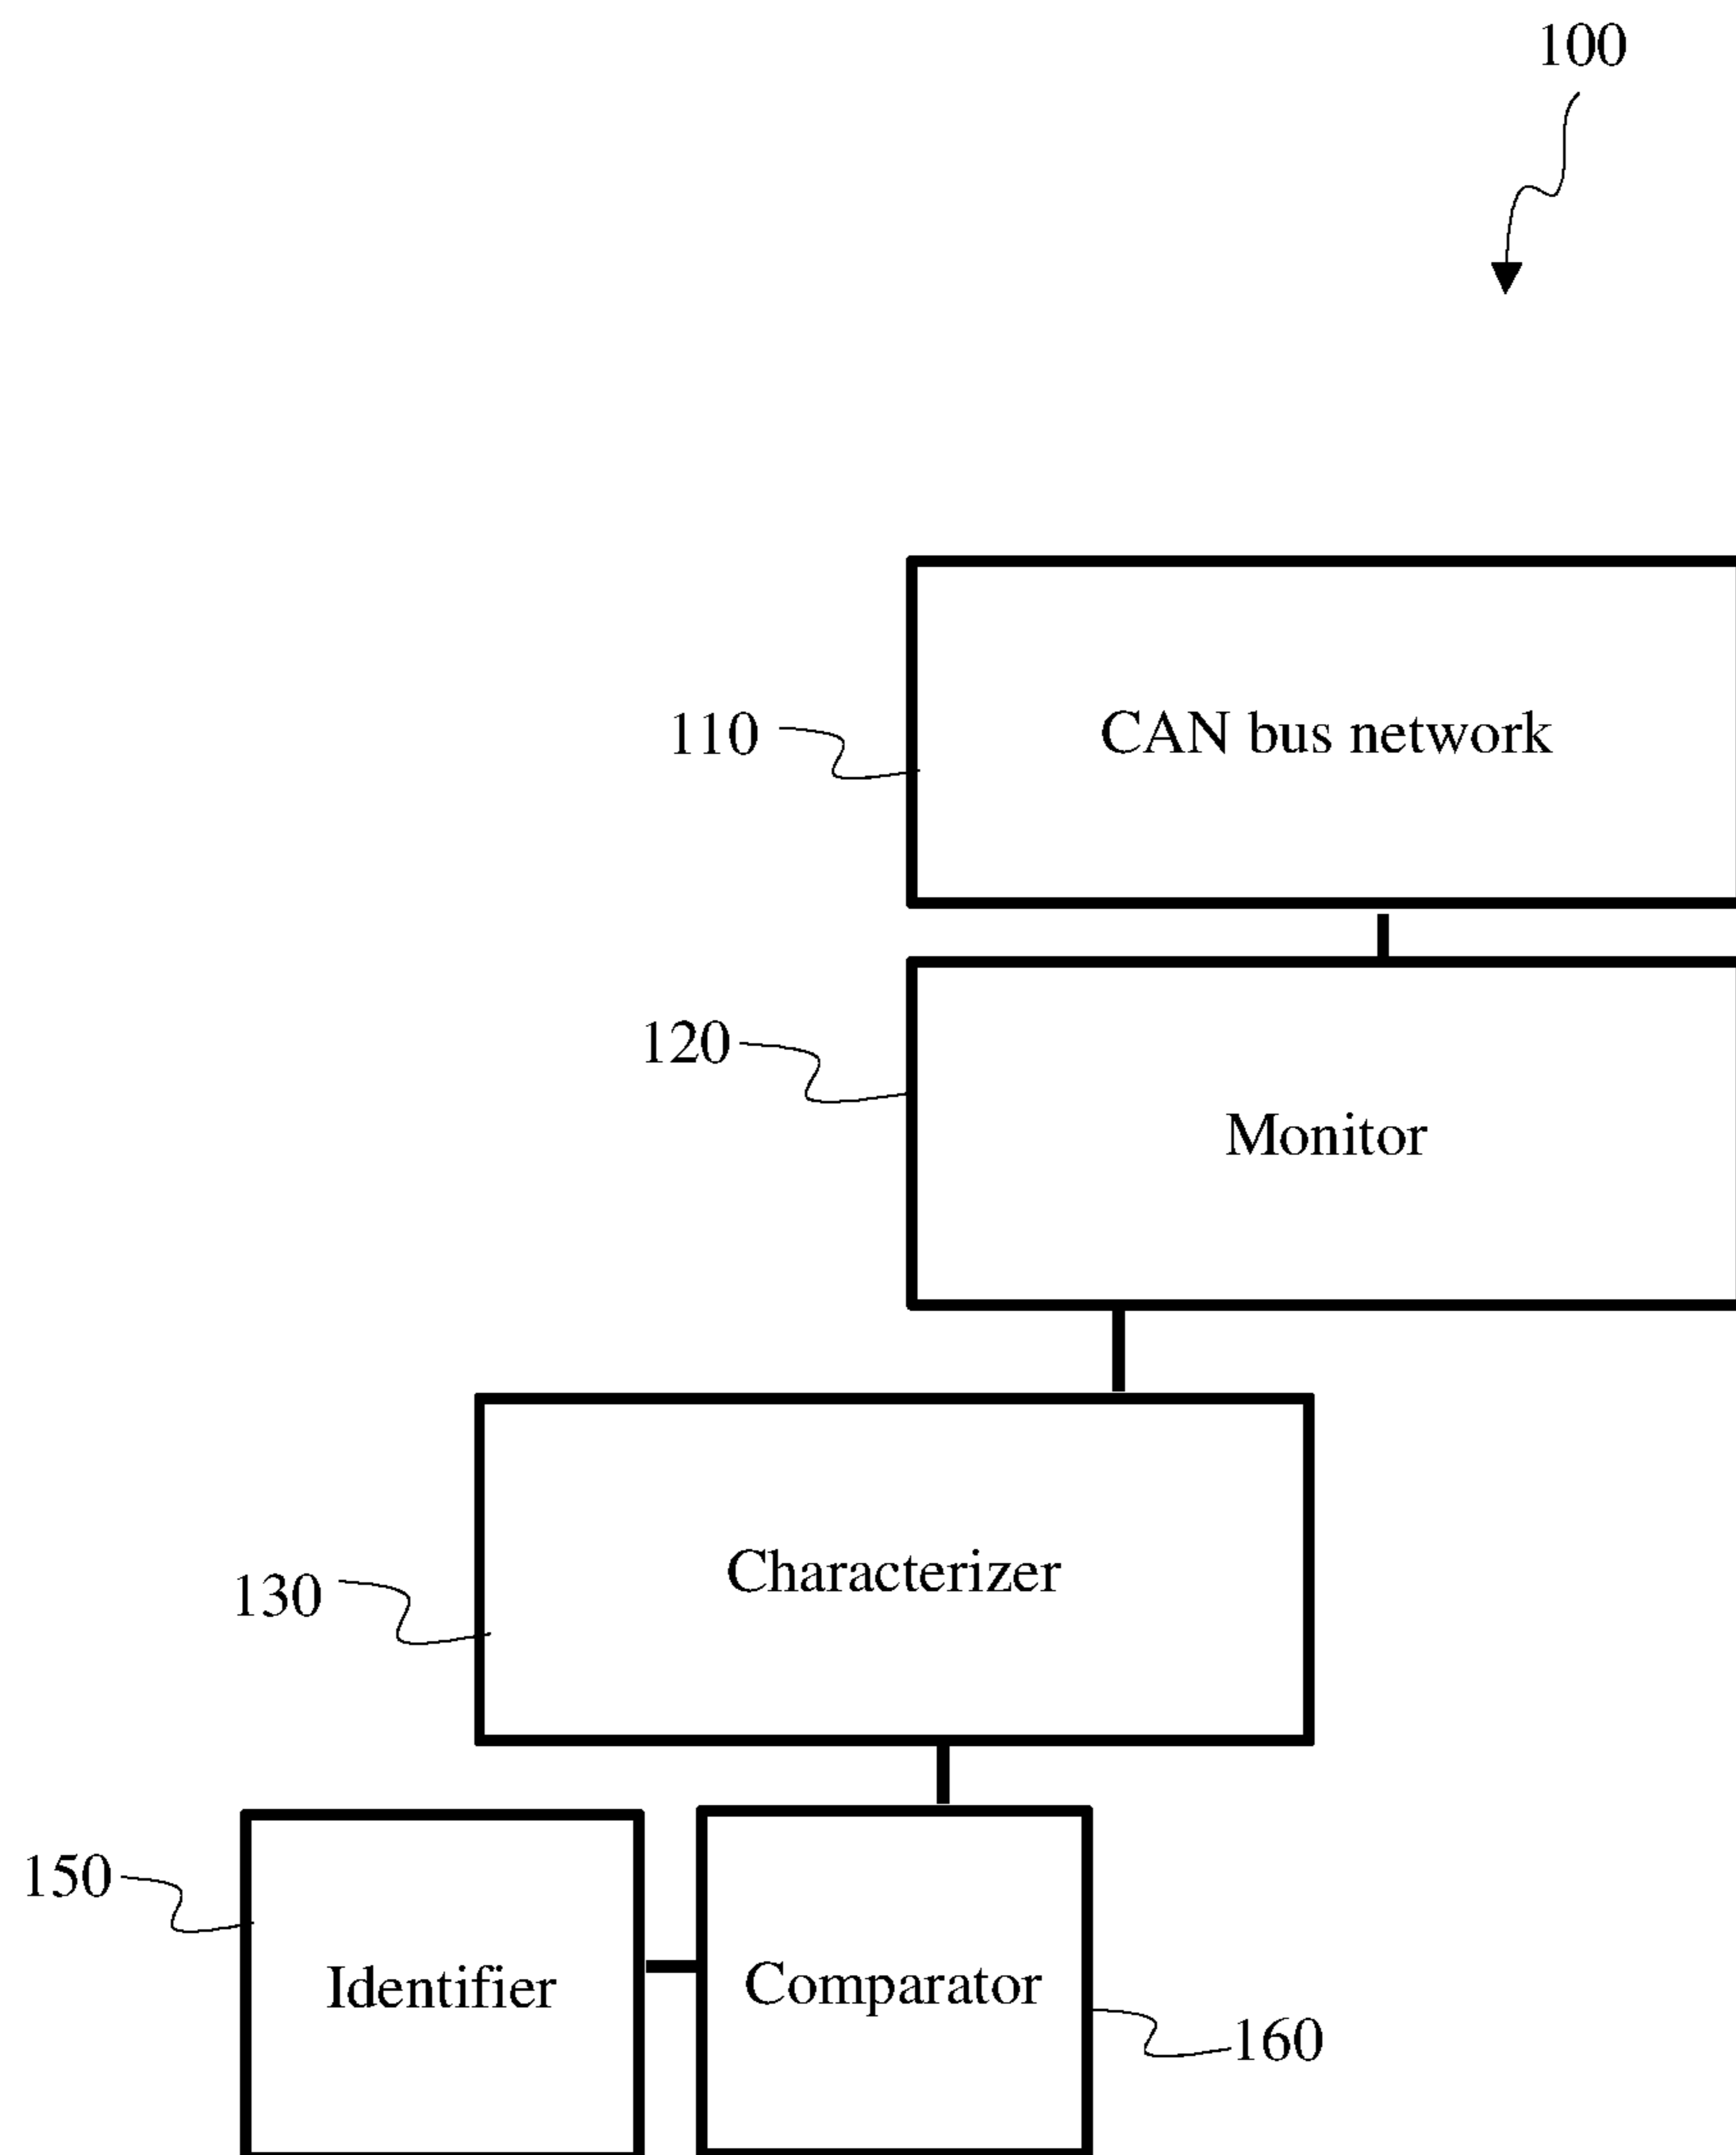 100
CAN bus network
110
Monitor
120
Characterizer
130
150
Identifier
Comparator
160